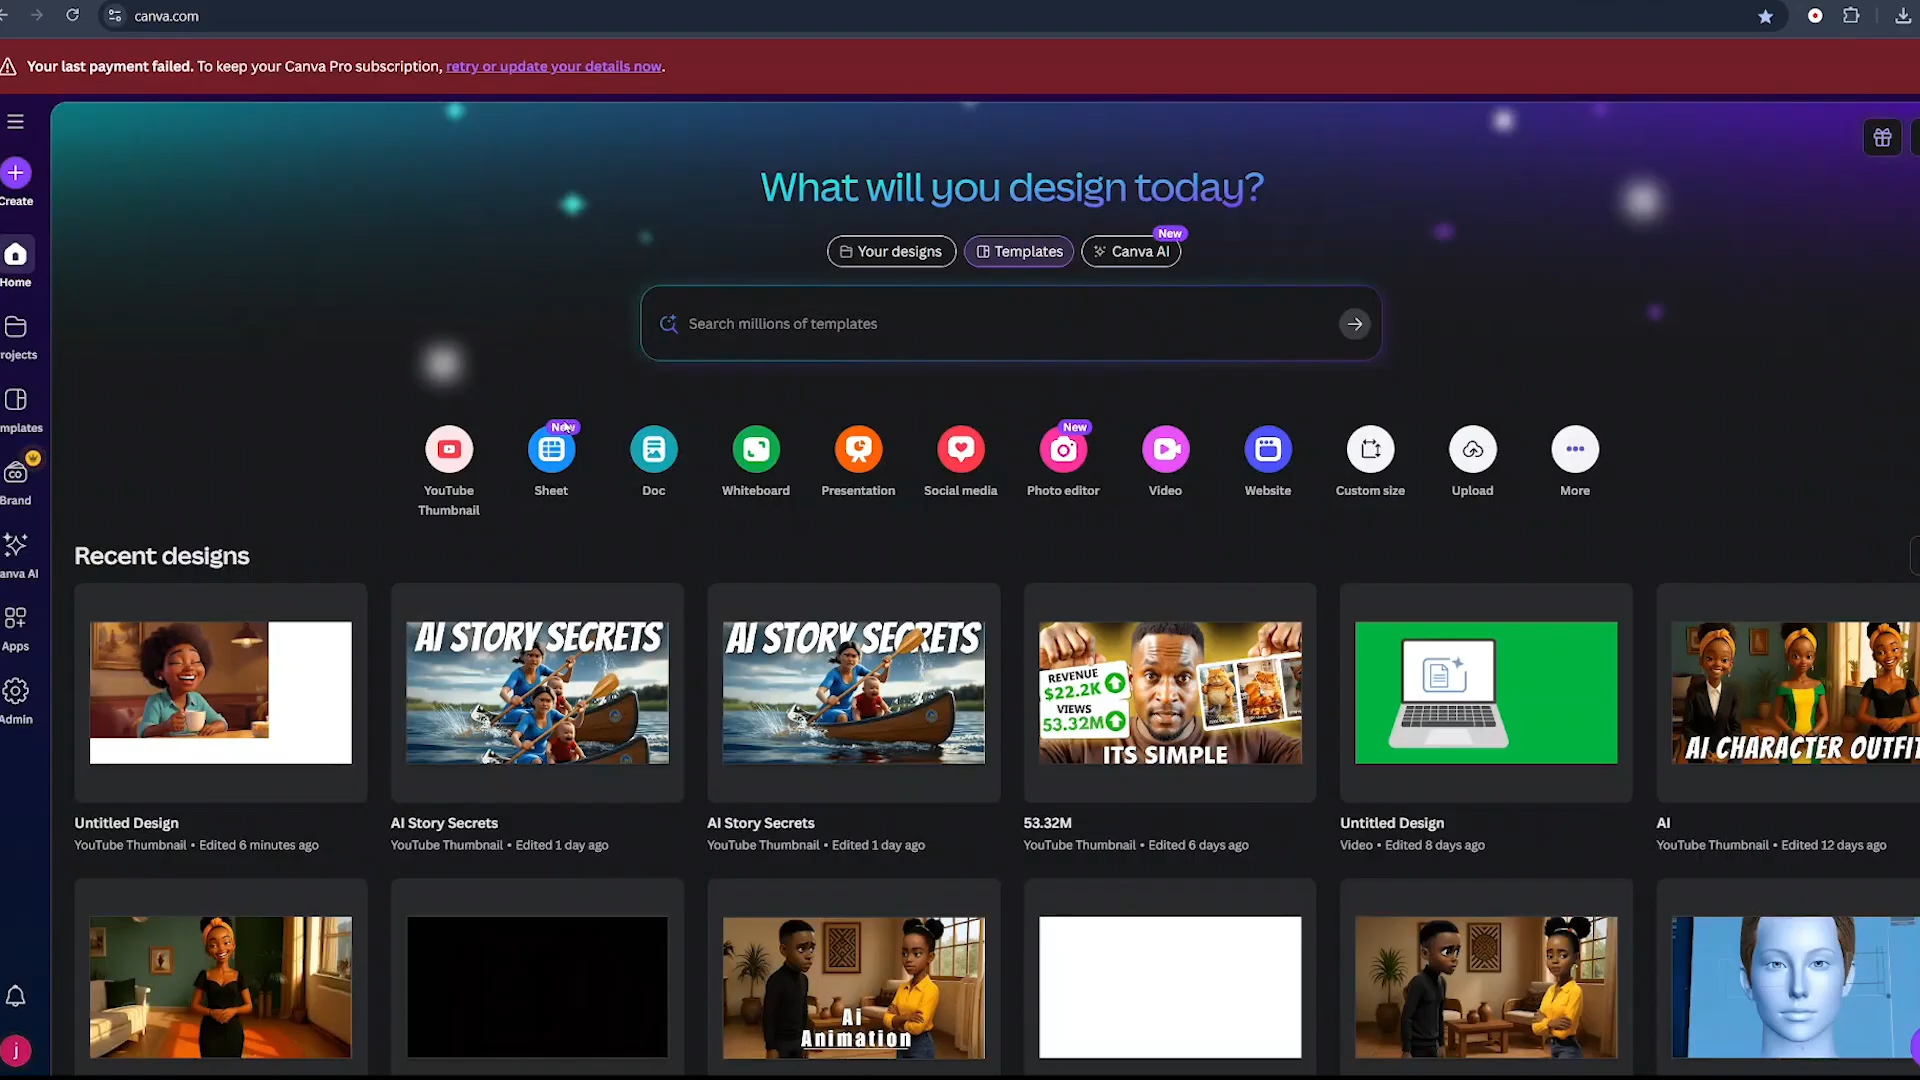 canva.com
Your last payment failed. To keep your Canva Pro subscription, retry or update your details now.
Create
Home
rojects
mplates
Brand
anva AI
Apps
Admin
j
What will you design today?
Your designs
Templates
Canva AI
New
Search millions of templates
YouTube Thumbnail
New
Sheet
Doc
Whiteboard
Presentation
Social media
New
Photo editor
Video
Website
Custom size
Upload
More
Recent designs
Untitled Design
YouTube Thumbnail • Edited 6 minutes ago
AI STORY SECRETS
AI Story Secrets
YouTube Thumbnail • Edited 1 day ago
AI STORY SECRETS
AI Story Secrets
YouTube Thumbnail • Edited 1 day ago
REVENUE
$22.2K
VIEWS
53.32M
ITS SIMPLE
53.32M
YouTube Thumbnail • Edited 6 days ago
Untitled Design
Video • Edited 8 days ago
AI CHARACTER OUTFIT
AI
YouTube Thumbnail • Edited 12 days ago
Ai
Animation